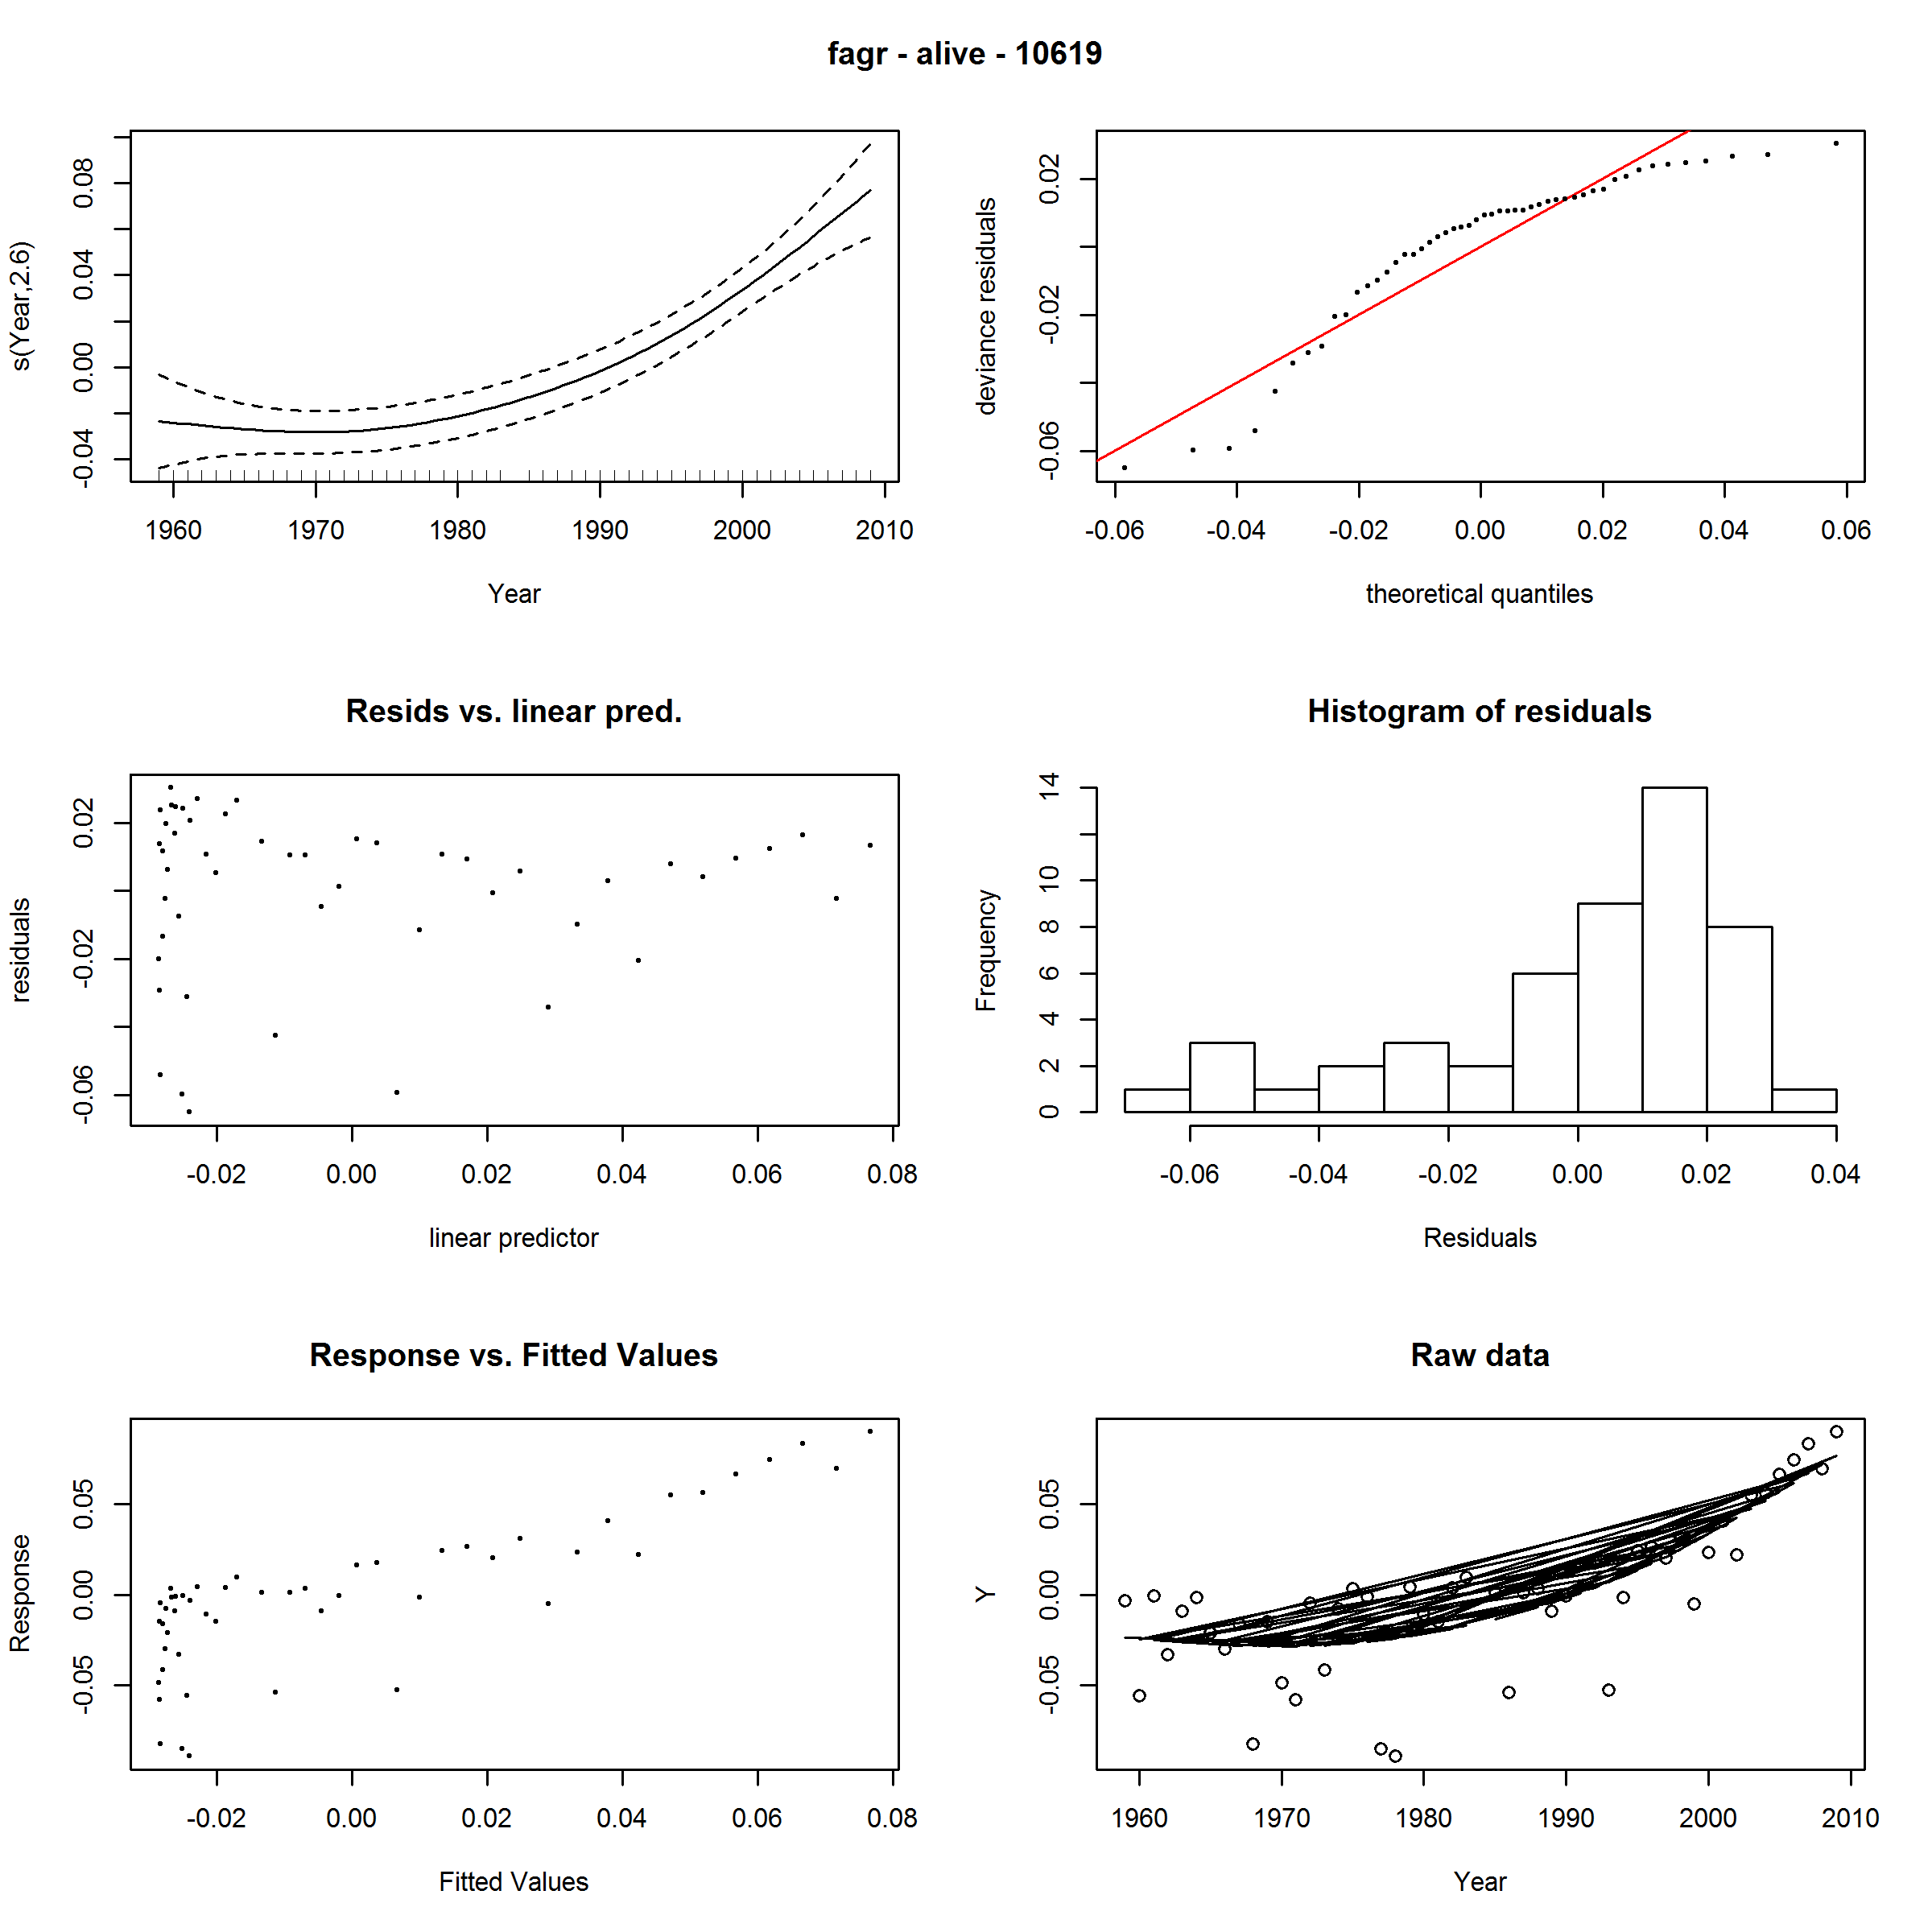 fagr - alive - 10619
s(Year,2.6)
-0.04 0.00 0.04 0.08
1960 1970 1980 1990 2000 2010
Year
deviance residuals
-0.06 -0.02 0.02
-0.06 -0.04 -0.02 0.00 0.02 0.04 0.06
theoretical quantiles
Resids vs. linear pred.
residuals
-0.06 -0.02 0.02
-0.02 0.00 0.02 0.04 0.06 0.08
linear predictor
Histogram of residuals
Frequency
0 2 4 6 8 10 14
-0.06 -0.04 -0.02 0.00 0.02 0.04
Residuals
Response vs. Fitted Values
Response
-0.05 0.00 0.05
-0.02 0.00 0.02 0.04 0.06 0.08
Fitted Values
Raw data
Y
-0.05 0.00 0.05
1960 1970 1980 1990 2000 2010
Year